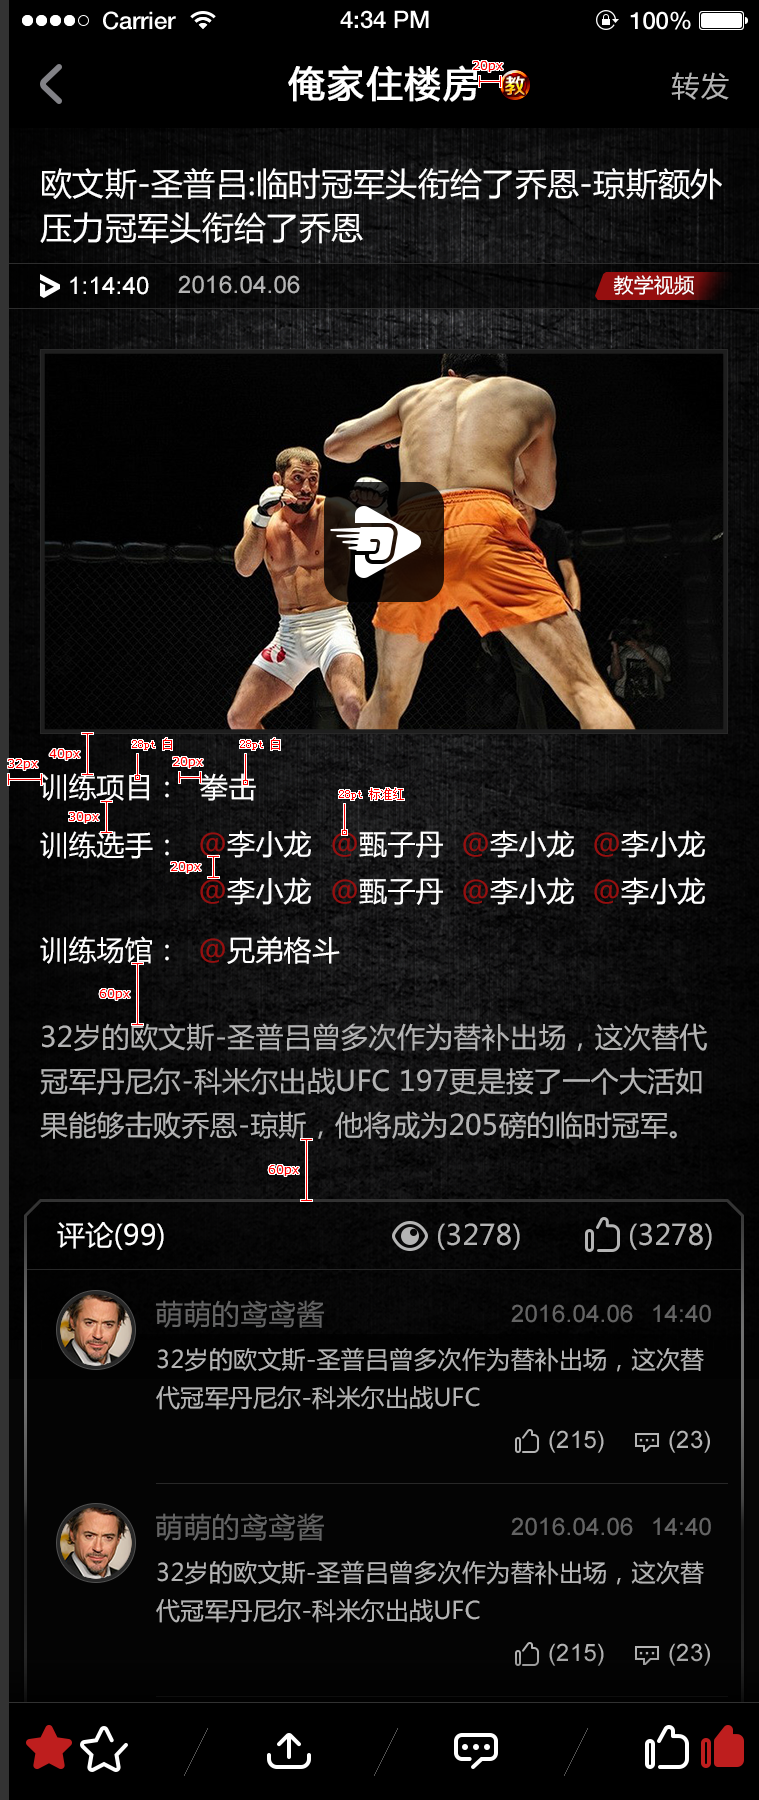 Carrier 4:34 PM 100%
20px
俺家住楼房 教 转发
欧文斯-圣普吕:临时冠军头衔给了乔恩-琼斯额外
压力冠军头衔给了乔恩
1:14:40 2016.04.06 教学视频
40px 28pt 白 28pt 白
32px 20px
训练项目： 拳击
28pt 标准红
30px
训练选手： @李小龙 @甄子丹 @李小龙 @李小龙
20px
@李小龙 @甄子丹 @李小龙 @李小龙
训练场馆： @兄弟格斗
60px
32岁的欧文斯-圣普吕曾多次作为替补出场，这次替代
冠军丹尼尔-科米尔出战UFC 197更是接了一个大活如
果能够击败乔恩-琼斯，他将成为205磅的临时冠军。
60px
评论(99) (3278) (3278)
萌萌的鸢鸢酱 2016.04.06 14:40
32岁的欧文斯-圣普吕曾多次作为替补出场，这次替
代冠军丹尼尔-科米尔出战UFC
(215) (23)
萌萌的鸢鸢酱 2016.04.06 14:40
32岁的欧文斯-圣普吕曾多次作为替补出场，这次替
代冠军丹尼尔-科米尔出战UFC
(215) (23)